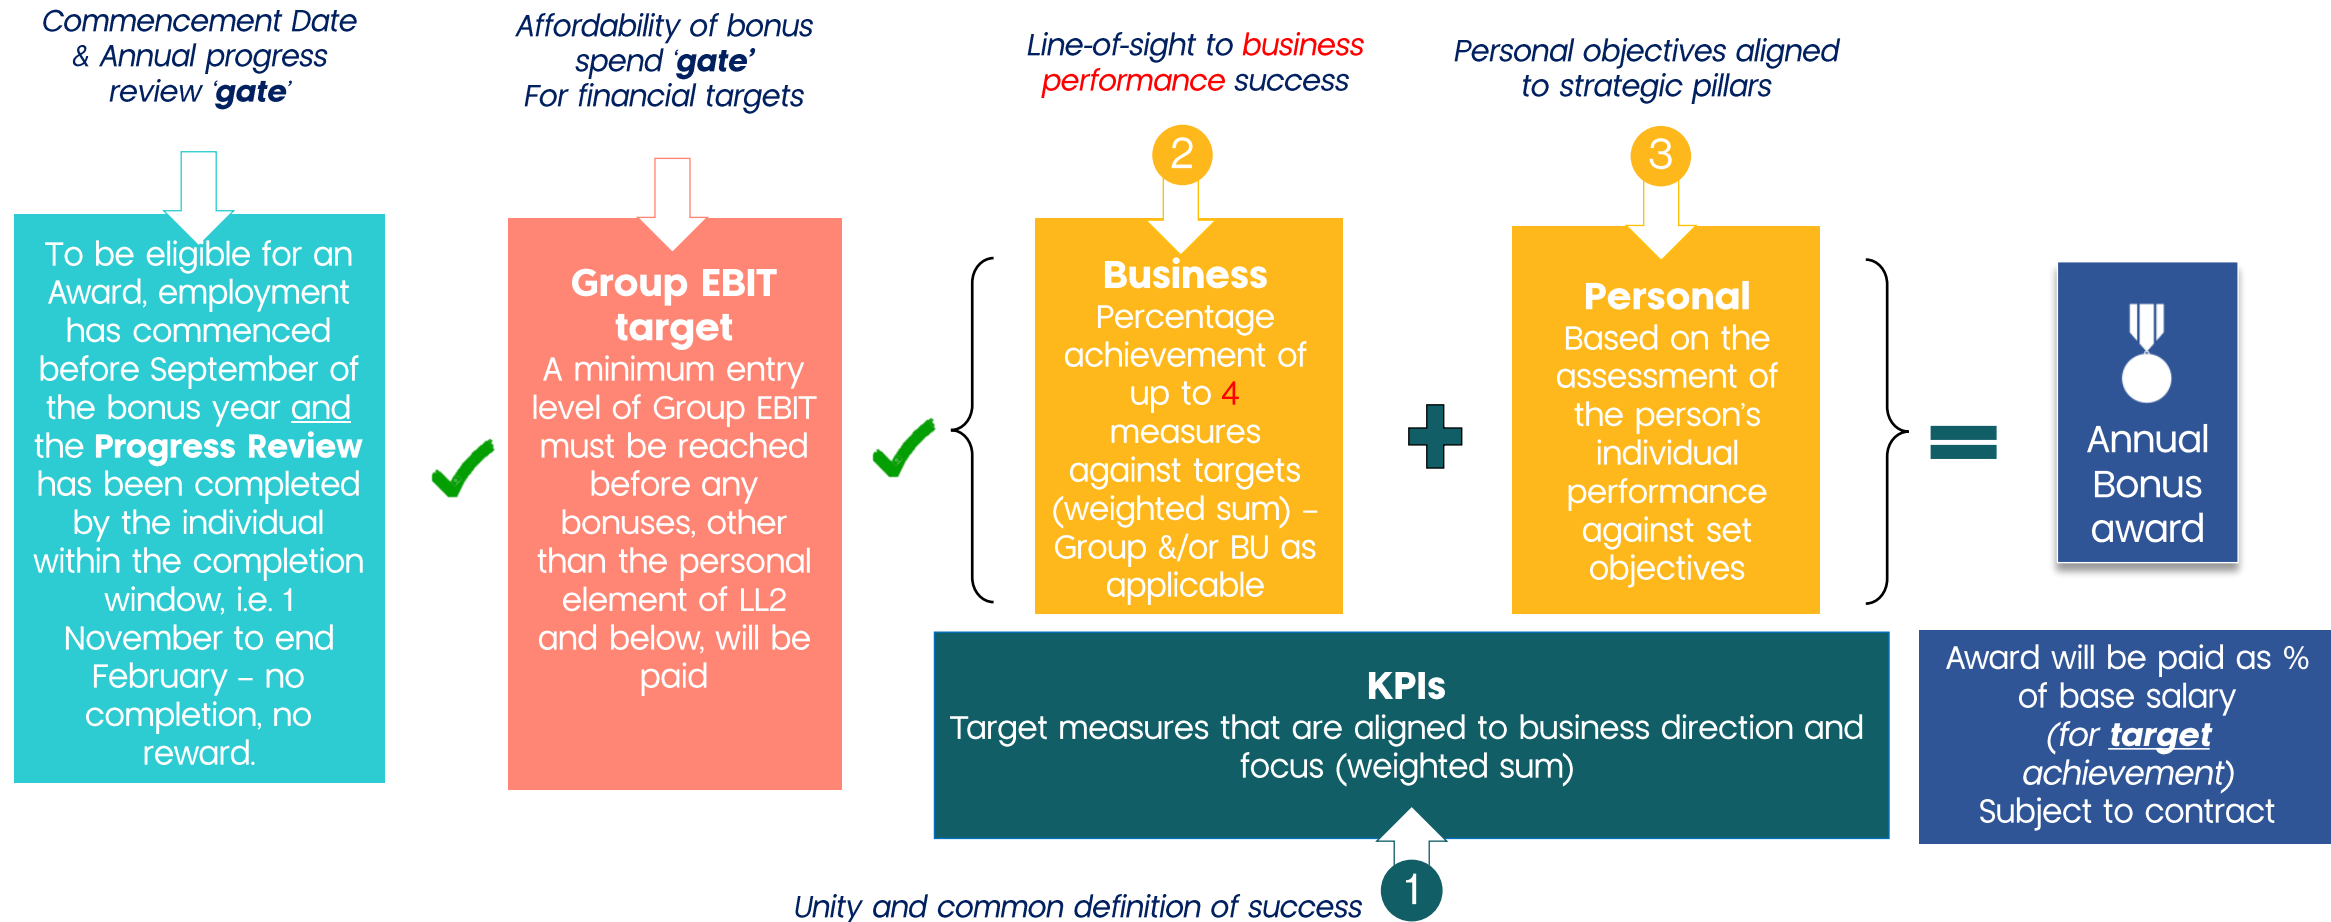 Commencement Date
& Annual progress
review ‘gate’
To be eligible for an
Award, employment
has commenced
before September of
the bonus year and
the Progress Review
has been completed
by the individual
within the completion
window, i.e. 1
November to end
February – no
completion, no
reward.
Affordability of bonus
spend ‘gate’
For financial targets
Group EBIT
target
A minimum entry
level of Group EBIT
must be reached
before any
bonuses, other
than the personal
element of LL2
and below, will be
paid
Line-of-sight to business
performance success
2
Business
Percentage
achievement of
up to 4
measures
against targets
(weighted sum) –
Group &/or BU as
applicable
Personal objectives aligned
to strategic pillars
3
Personal
Based on the
assessment of
the person’s
individual
performance
against set
objectives
Annual
Bonus
award
KPIs
Target measures that are aligned to business direction and
focus (weighted sum)
1
Unity and common definition of success
Award will be paid as %
of base salary
(for target
achievement)
Subject to contract